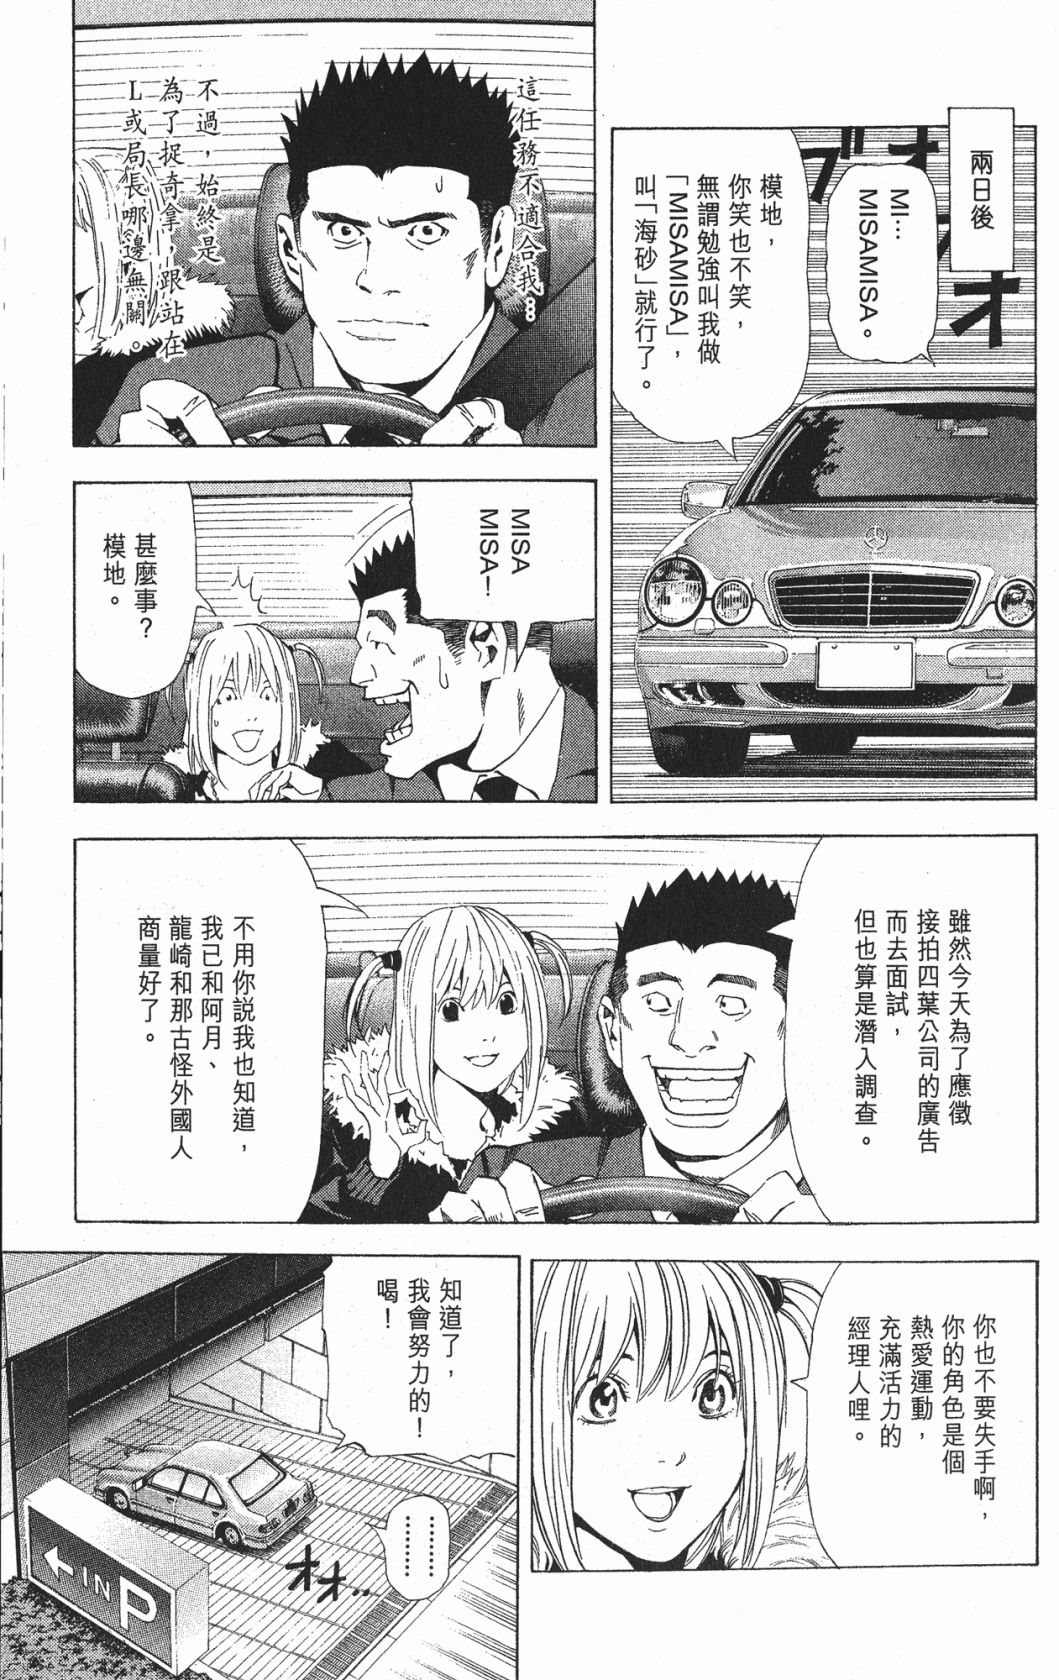 兩日後
MI…
MISAMISA。
模地，
你笑也不笑，
無謂勉強叫我做
「MISAMISA」，
叫「海砂」就行了。
ブオオオ
這任務不適合我…
不過，始終是
為了捉奇拿，跟站在
L或局長哪邊無關。
MISA
MISA！
甚麼事？
模地。
雖然今天為了應徵
接拍四葉公司的廣告
而去面試，
但也算是潛入調查。
不用你說我也知道，
我已和阿月、
龍崎和那古怪外國人
商量好了。
你也不要失手啊，
你的角色是個
熱愛運動，
充滿活力的
經理人哩。
知道了，
我會努力的！
喝！
………
………
オオ..
←INP